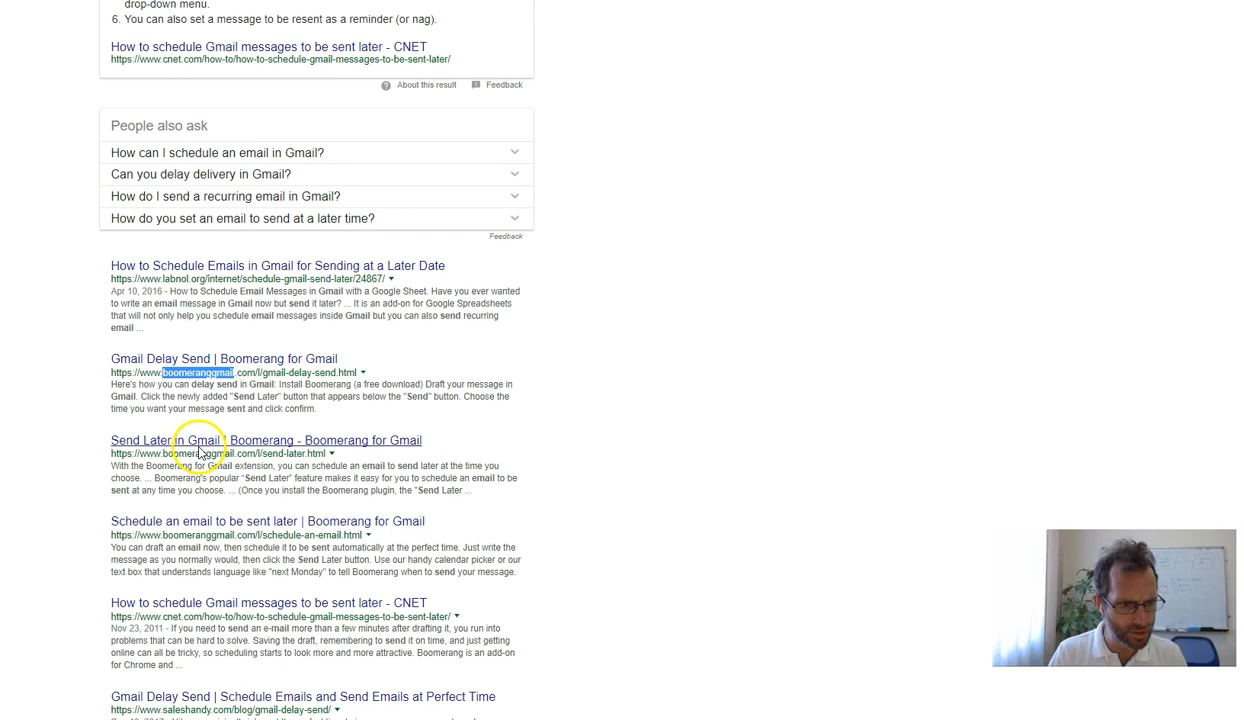 drop-down menu.
6. You can also set a message to be resent as a reminder (or nag).
How to schedule Gmail messages to be sent later - CNET
https://www.cnet.com/how-to/how-to-schedule-gmail-messages-to-be-sent-later/
About this result Feedback
People also ask
How can I schedule an email in Gmail?
Can you delay delivery in Gmail?
How do I send a recurring email in Gmail?
How do you set an email to send at a later time?
Feedback
How to Schedule Emails in Gmail for Sending at a Later Date
https://www.labnol.org/internet/schedule-gmail-send-later/24867/
Apr 10, 2016 - How to Schedule Email Messages in Gmail with a Google Sheet. Have you ever wanted
to write an email message in Gmail now but send it later? ... It is an add-on for Google Spreadsheets
that will not only help you schedule email messages inside Gmail but you can also send recurring
email ...
Gmail Delay Send | Boomerang for Gmail
https://www.boomeranggmail.com/l/gmail-delay-send.html
Here's how you can delay send in Gmail: Install Boomerang (a free download) Draft your message in
Gmail. Click the newly added "Send Later" button that appears below the "Send" button. Choose the
time you want your message sent and click confirm.
Send Later in Gmail | Boomerang - Boomerang for Gmail
https://www.boomeranggmail.com/l/send-later.html
With the Boomerang for Gmail extension, you can schedule an email to send later at the time you
choose. ... Boomerang's popular "Send Later" feature makes it easy for you to schedule an email to be
sent at any time you choose. ... (Once you install the Boomerang plugin, the "Send Later ...
Schedule an email to be sent later | Boomerang for Gmail
https://www.boomeranggmail.com/l/schedule-an-email.html
You can draft an email now, then schedule it to be sent automatically at the perfect time. Just write the
message as you normally would, then click the Send Later button. Use our handy calendar picker or our
text box that understands language like "next Monday" to tell Boomerang when to send your message.
How to schedule Gmail messages to be sent later - CNET
https://www.cnet.com/how-to/how-to-schedule-gmail-messages-to-be-sent-later/
Nov 23, 2011 - If you need to send an e-mail more than a few minutes after drafting it, you run into
problems that can be hard to solve. Saving the draft, remembering to send it on time, and just getting
online can all be tricky, so scheduling starts to look more and more attractive. Boomerang is an add-on
for Chrome and ...
Gmail Delay Send | Schedule Emails and Send Emails at Perfect Time
https://www.saleshandy.com/blog/gmail-delay-send/